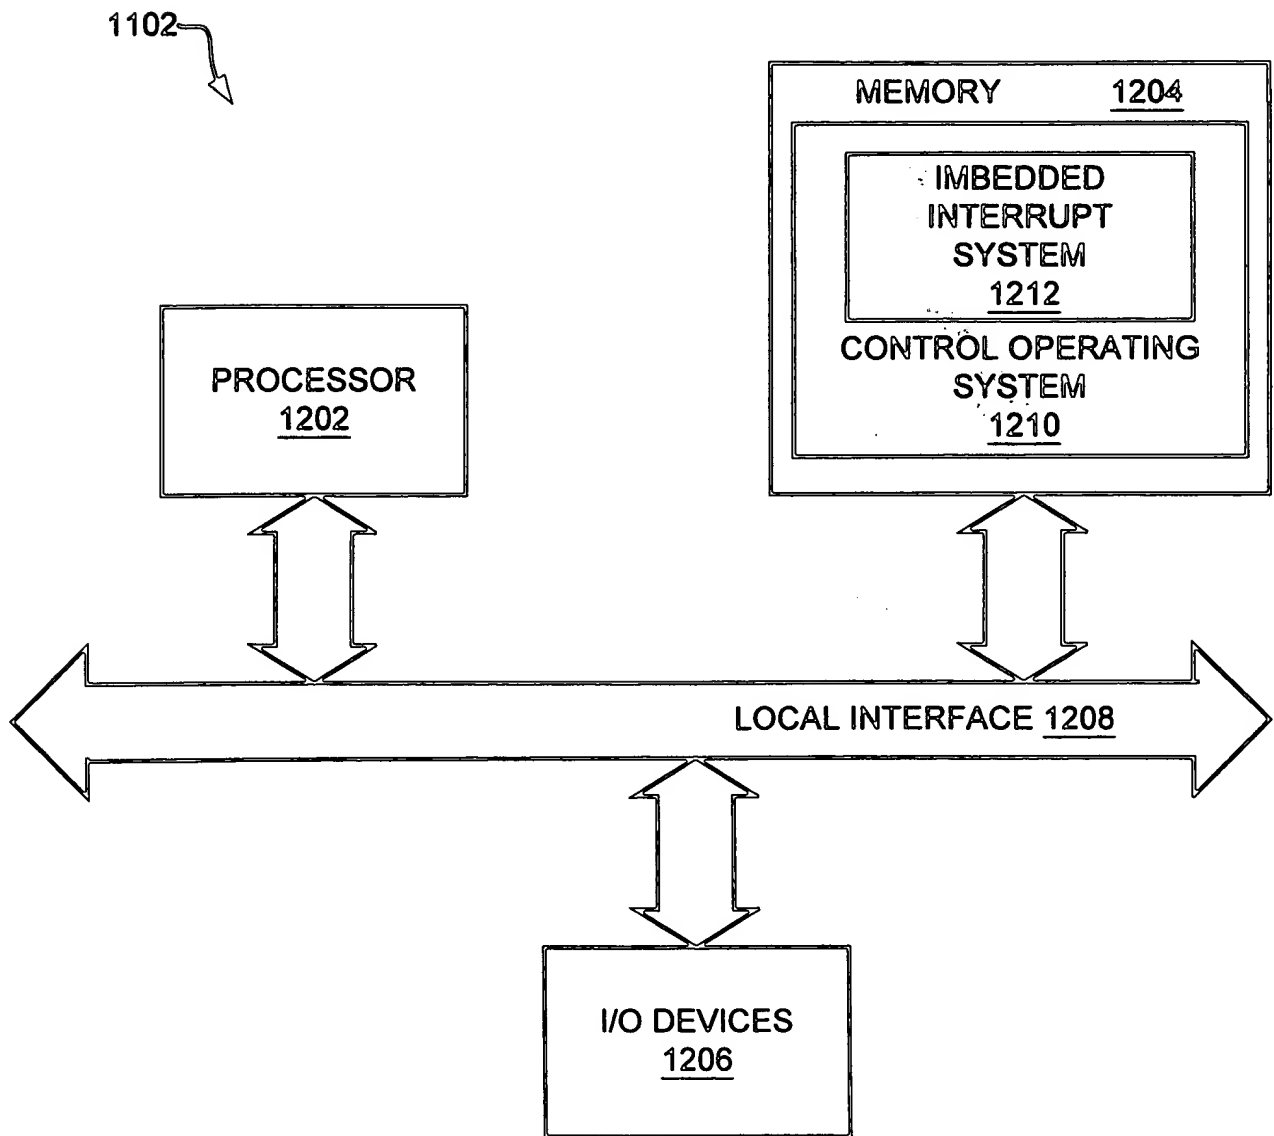 1102
MEMORY 1204
IMBEDDED
INTERRUPT
SYSTEM
1212
CONTROL OPERATING
SYSTEM
1210
PROCESSOR
1202
LOCAL INTERFACE 1208
I/O DEVICES
1206